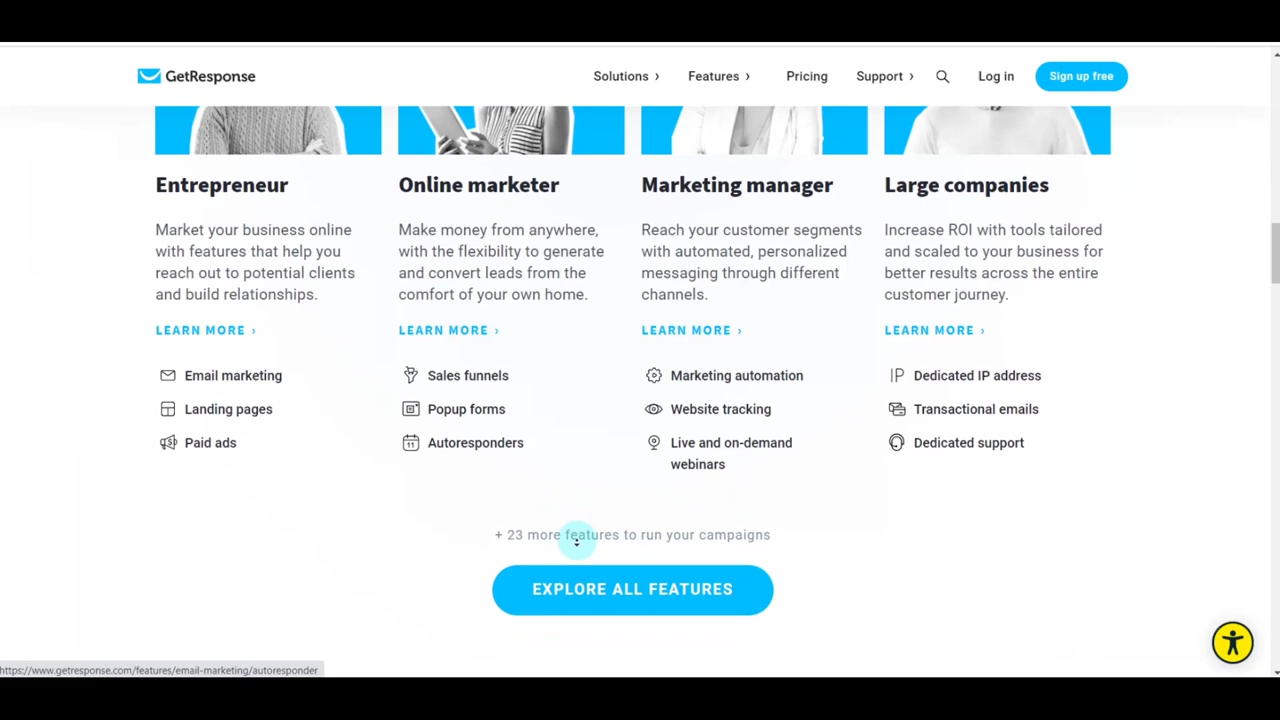 GetResponse
Solutions ›
Features ›
Pricing
Support ›
Log in
Sign up free
Entrepreneur
Market your business online
with features that help you
reach out to potential clients
and build relationships.
LEARN MORE ›
Email marketing
Landing pages
Paid ads
Online marketer
Make money from anywhere,
with the flexibility to generate
and convert leads from the
comfort of your own home.
LEARN MORE ›
Sales funnels
Popup forms
11
Autoresponders
Marketing manager
Reach your customer segments
with automated, personalized
messaging through different
channels.
LEARN MORE ›
Marketing automation
Website tracking
Live and on-demand
webinars
Large companies
Increase ROI with tools tailored
and scaled to your business for
better results across the entire
customer journey.
LEARN MORE ›
IP
Dedicated IP address
Transactional emails
Dedicated support
+ 23 more features to run your campaigns
EXPLORE ALL FEATURES
https://www.getresponse.com/features/email-marketing/autoresponder